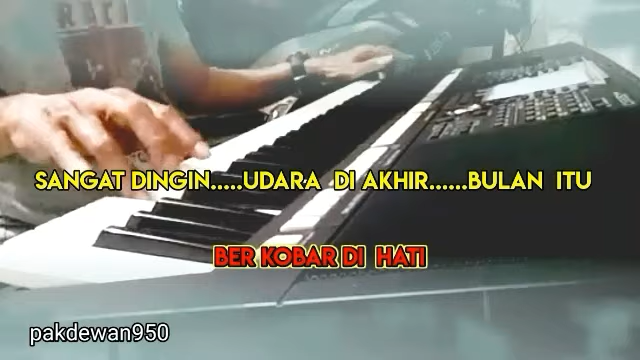 SANGAT DINGIN.....UDARA DI AKHIR......BULAN ITU
BER KOBAR DI HATI
pakdewan950